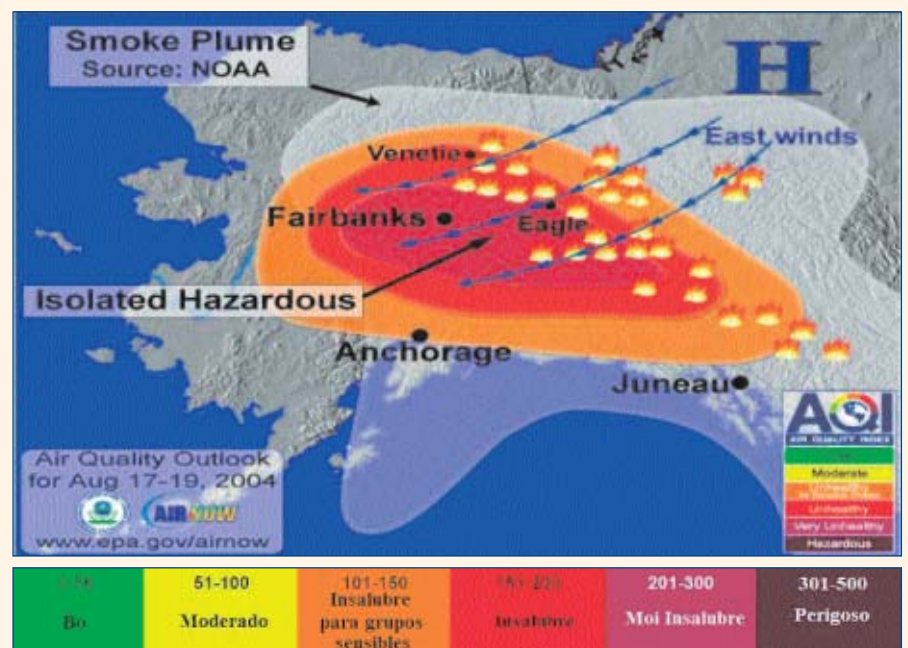 Smoke Plume
Source: NOAA
H
East winds
Venetie
Fairbanks
Eagle
Isolated Hazardous
Anchorage
Juneau
Air Quality Outlook
for Aug 17-19, 2004
AIRNOW
www.epa.gov/airnow
AQI
AIR QUALITY INDEX
Moderate
Unhealthy
Very Unhealthy
Hazardous
51-100
Moderado
101-150
Insalubre
para grupos
sensibles
Insalubre
201-300
Moi Insalubre
301-500
Perigoso
Bo